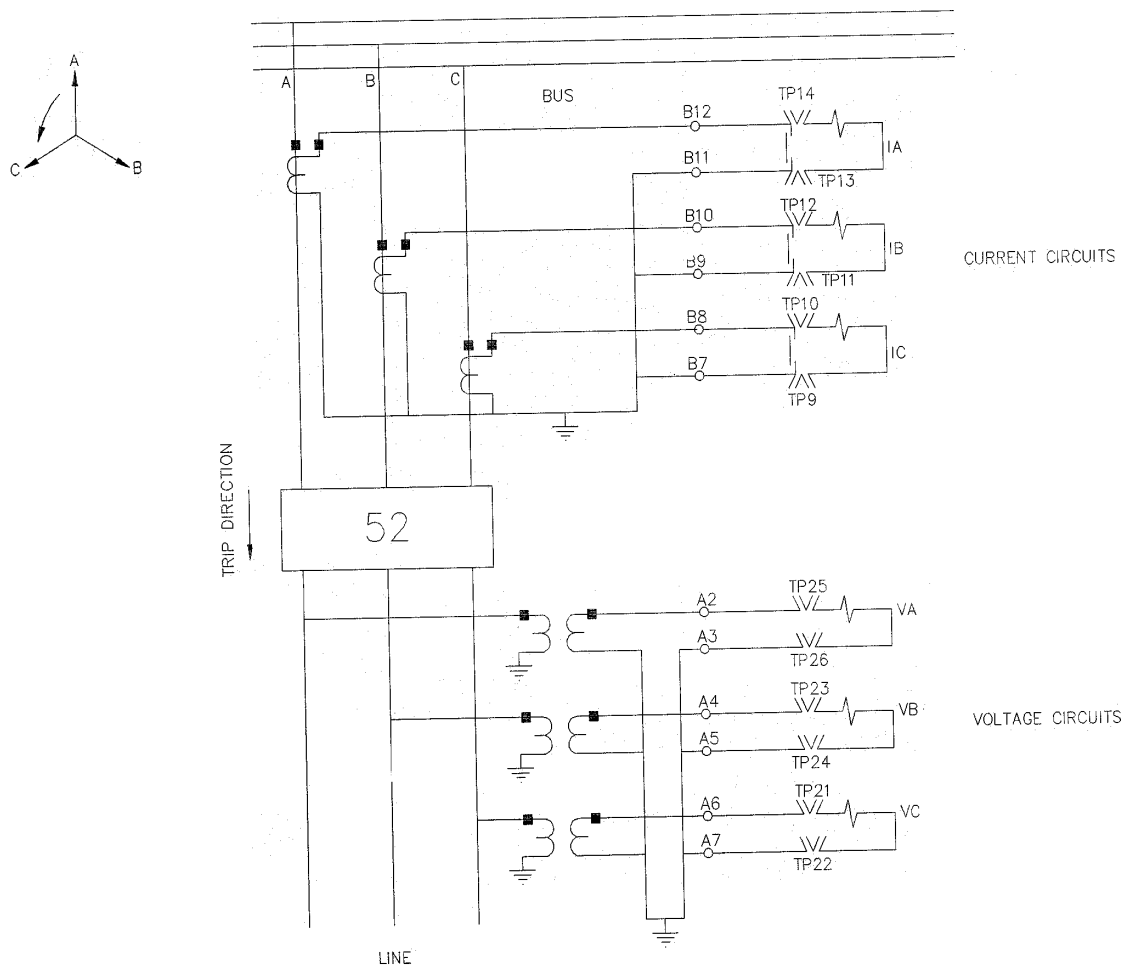 A
C
B
A
B
C
BUS
TP14
B12
IA
B11
TP13
TP12
B10
IB
B9
TP11
CURRENT CIRCUITS
TP10
B8
IC
B7
TP9
TRIP DIRECTION
52
TP25
A2
VA
A3
TP26
TP23
A4
VB
A5
TP24
VOLTAGE CIRCUITS
TP21
A6
VC
A7
TP22
LINE